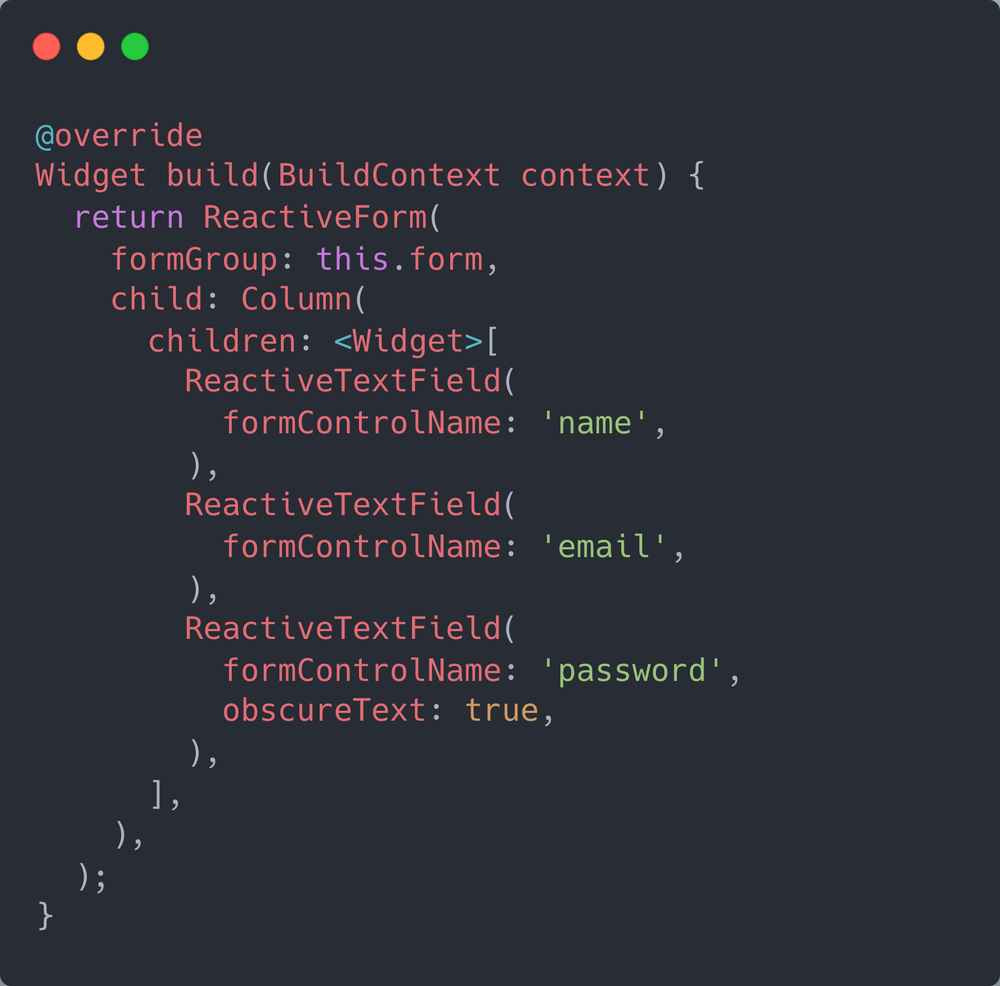 @override
Widget build(BuildContext context) {
  return ReactiveForm(
    formGroup: this.form,
    child: Column(
      children: <Widget>[
        ReactiveTextField(
          formControlName: 'name',
        ),
        ReactiveTextField(
          formControlName: 'email',
        ),
        ReactiveTextField(
          formControlName: 'password',
          obscureText: true,
        ),
      ],
    ),
  );
}